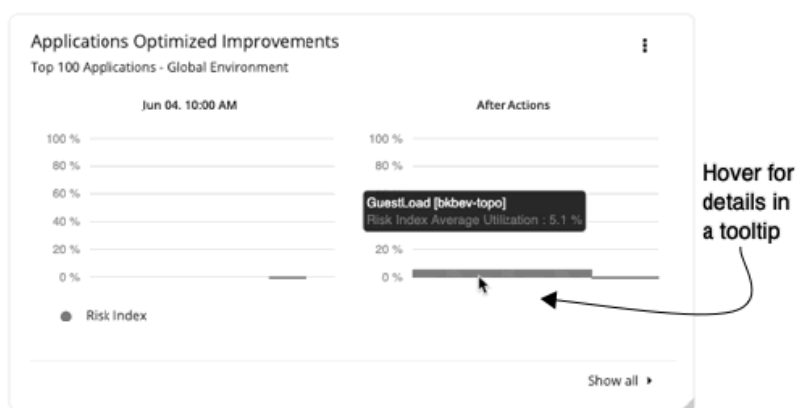 Applications Optimized Improvements
Top 100 Applications - Global Environment
Jun 04. 10:00 AM
100 %
80 %
60 %
40 %
20 %
0 %
After Actions
100 %
80 %
GuestLoad [bkbev-topo]
Risk Index Average Utilization : 5.1 %
20 %
0 %
Risk Index
Show all
Hover for
details in
a tooltip